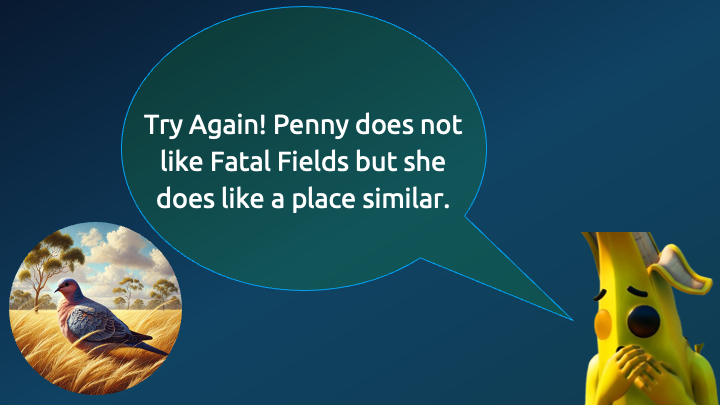 Try Again! Penny does not
like Fatal Fields but she
does like a place similar.